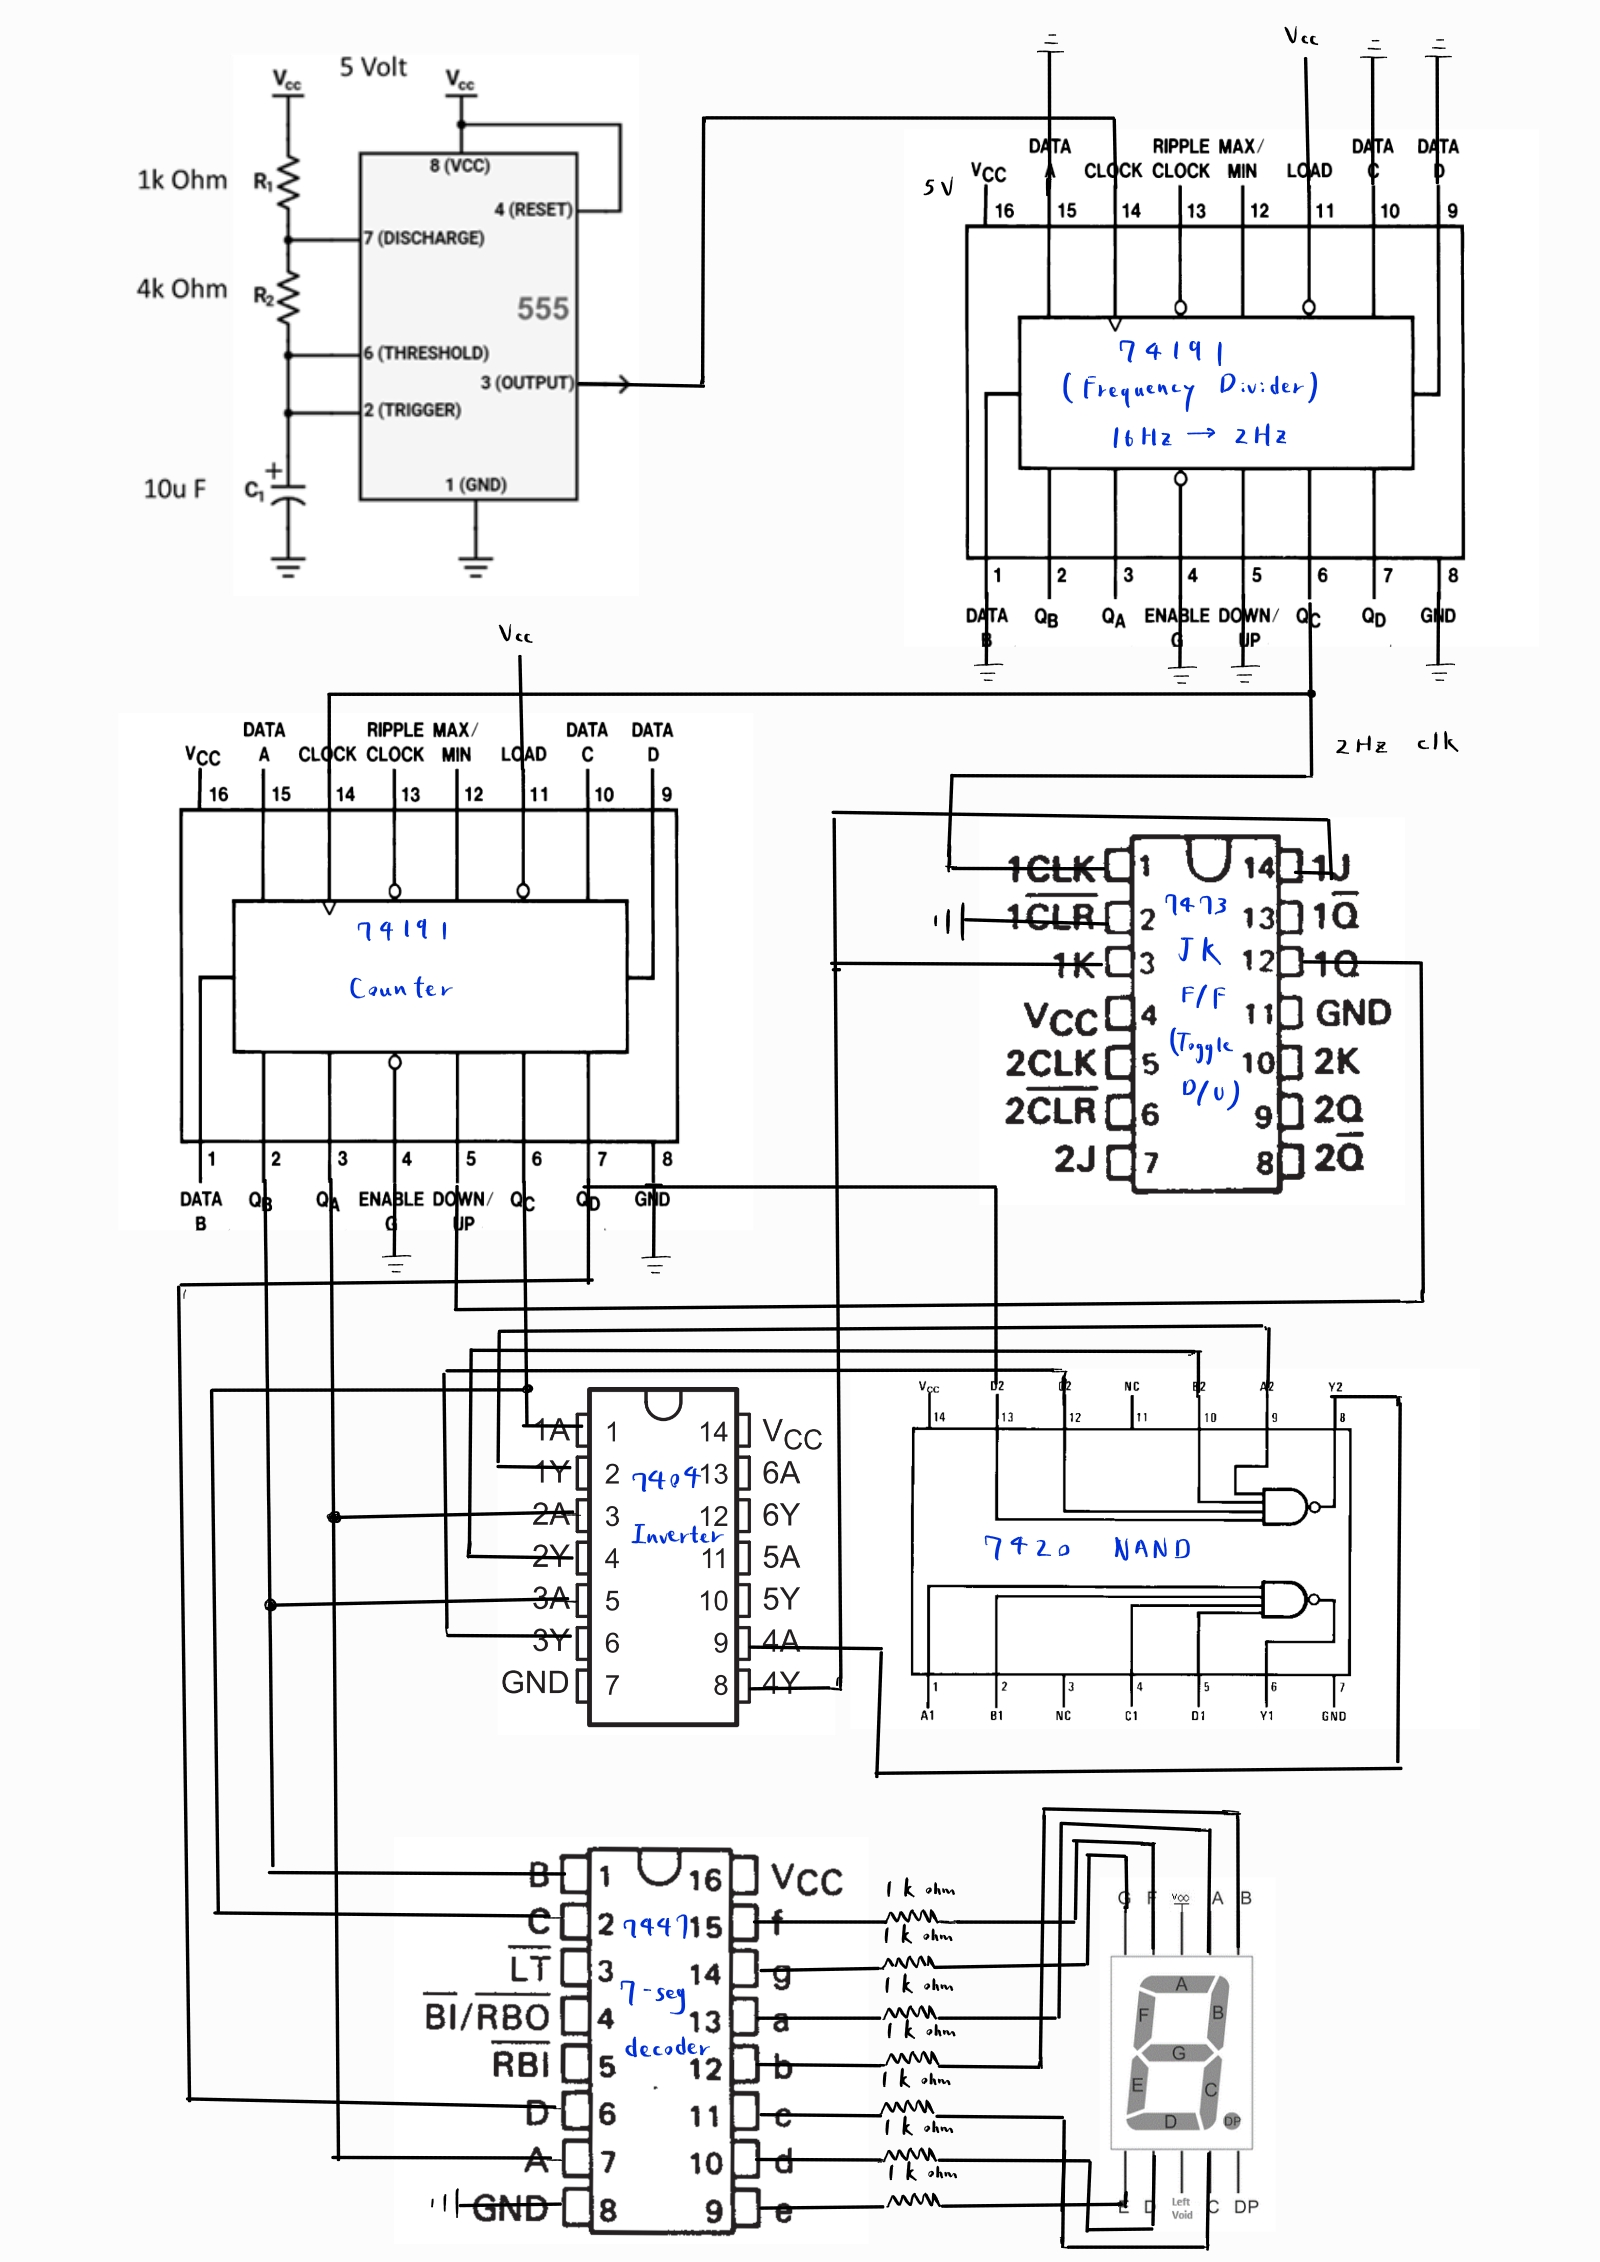 5 Volt
Vcc
Vcc
8 (VCC)
1k Ohm
R1
4 (RESET)
7 (DISCHARGE)
4k Ohm
R2
555
6 (THRESHOLD)
3 (OUTPUT)
2 (TRIGGER)
10u F
+
C1
1 (GND)
Vcc
5V
VCC
DATA A
CLOCK
RIPPLE CLOCK
MAX/ MIN
LOAD
DATA C
DATA D
16 15 14 13 12 11 10 9
74191
(Frequency Divider)
16Hz → 2Hz
1 2 3 4 5 6 7 8
DATA B
QB
QA
ENABLE G
DOWN/ UP
QC
QD
GND
Vcc
VCC
DATA A
CLOCK
RIPPLE CLOCK
MAX/ MIN
LOAD
DATA C
DATA D
16 15 14 13 12 11 10 9
74191
Counter
1 2 3 4 5 6 7 8
DATA B
QB
QA
ENABLE G
DOWN/ UP
QC
QD
GND
2Hz clk
1CLK 1 14 1J
1CLR 2 7473 13 1Q
1K 3 JK 12 1Q
F/F
VCC 4 11 GND
2CLK 5 (Toggle 10 2K
2CLR 6 D/U) 9 2Q
2J 7 8 2Q
1A 1 14 VCC
1Y 2 7404 13 6A
2A 3 12 6Y
Inverter
2Y 4 11 5A
3A 5 10 5Y
3Y 6 9 4A
GND 7 8 4Y
VCC D2 C2 NC B2 A2 Y2
14 13 12 11 10 9 8
7420 NAND
1 2 3 4 5 6 7
A1 B1 NC C1 D1 Y1 GND
B 1 16 VCC
C 2 7447 15 f
LT 3 14 g
7-seg
BI/RBO 4 13 a
decoder
RBI 5 12 b
D 6 11 c
A 7 10 d
GND 8 9 e
1 k ohm
1 k ohm
1 k ohm
1 k ohm
1 k ohm
1 k ohm
1 k ohm
G F A B
A
F B
G
E C
D DP
E D Left Void C DP